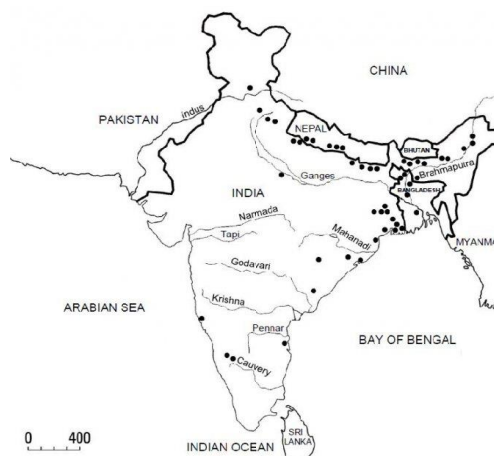 CHINA
PAKISTAN
indus
NEPAL
BHUTAN
Brahmaputra
Ganges
BANGLADESH
INDIA
Narmada
Tapi
Mahanadi
MYANMA
Godavari
ARABIAN SEA
Krishna
BAY OF BENGAL
Pennar
Cauvery
0 400
INDIAN OCEAN
SRI
LANKA